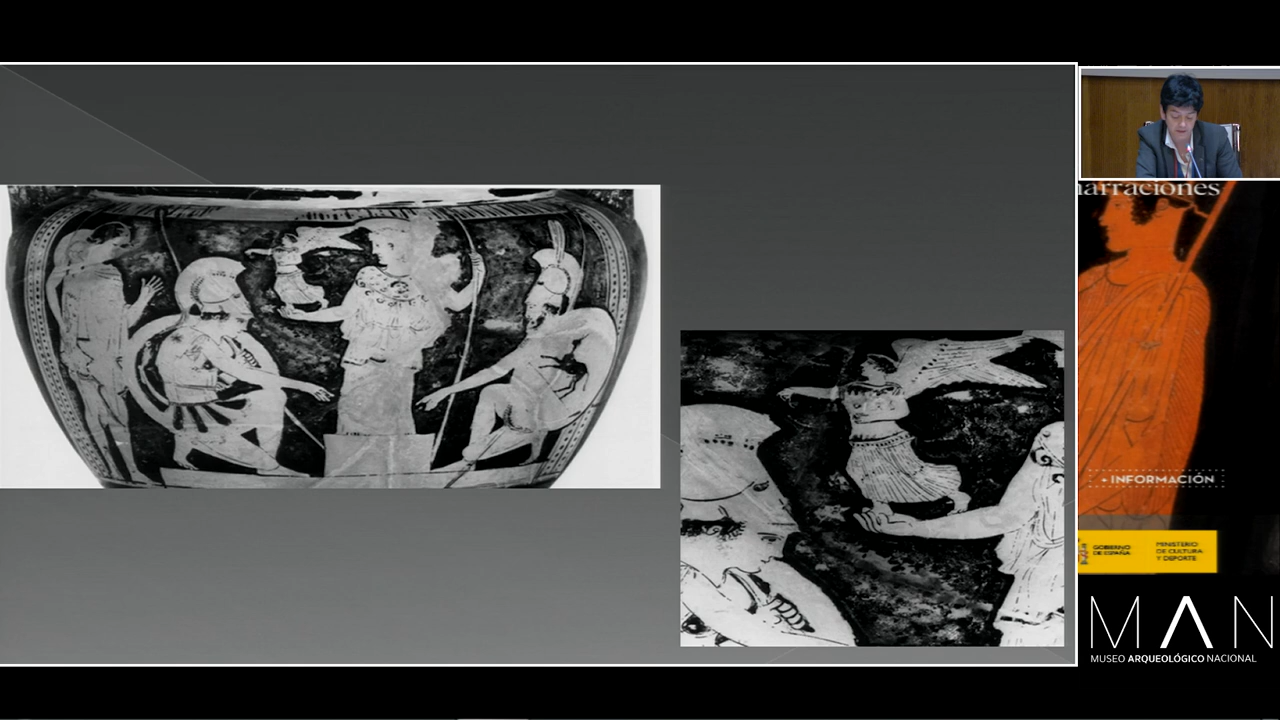 narraciones
+ INFORMACIÓN
GOBIERNO
DE ESPAÑA
MINISTERIO
DE CULTURA
Y DEPORTE
MAN
MUSEO ARQUEOLÓGICO NACIONAL